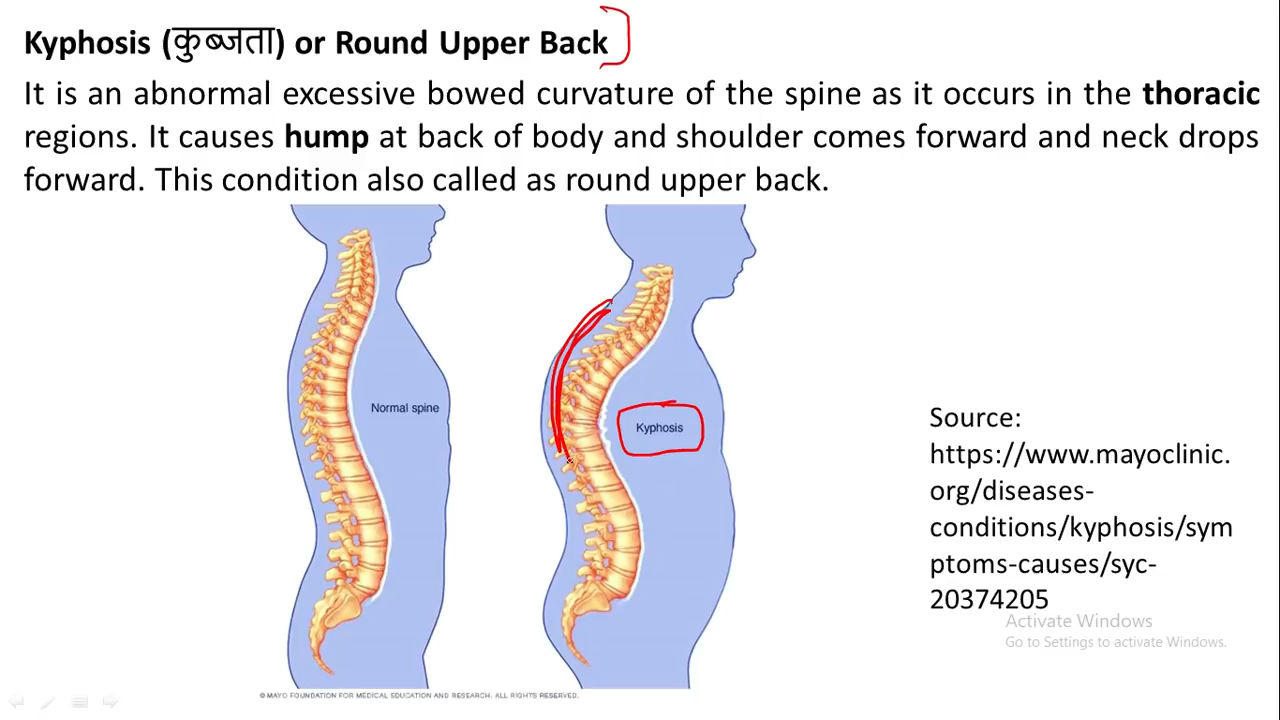 Kyphosis (कुब्जता) or Round Upper Back
It is an abnormal excessive bowed curvature of the spine as it occurs in the thoracic
regions. It causes hump at back of body and shoulder comes forward and neck drops
forward. This condition also called as round upper back.
Normal spine
Kyphosis
Source:
https://www.mayoclinic.
org/diseases-
conditions/kyphosis/sym
ptoms-causes/syc-
20374205
Activate Windows
Go to Settings to activate Windows.
© MAYO FOUNDATION FOR MEDICAL EDUCATION AND RESEARCH. ALL RIGHTS RESERVED.